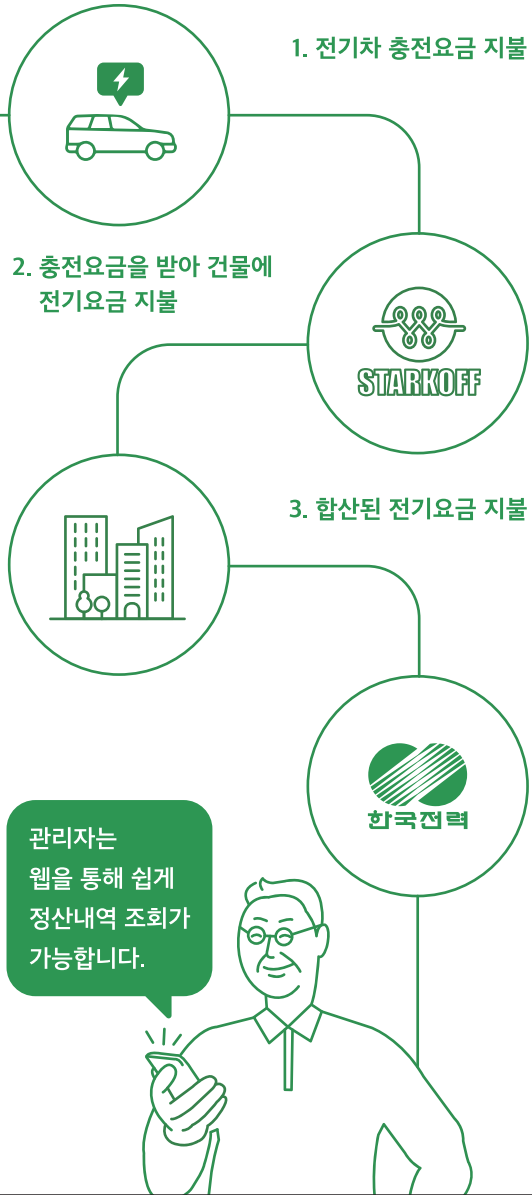 1. 전기차 충전요금 지불
2. 충전요금을 받아 건물에
전기요금 지불
STARKOFF
3. 합산된 전기요금 지불
한국전력
관리자는
웹을 통해 쉽게
정산내역 조회가
가능합니다.